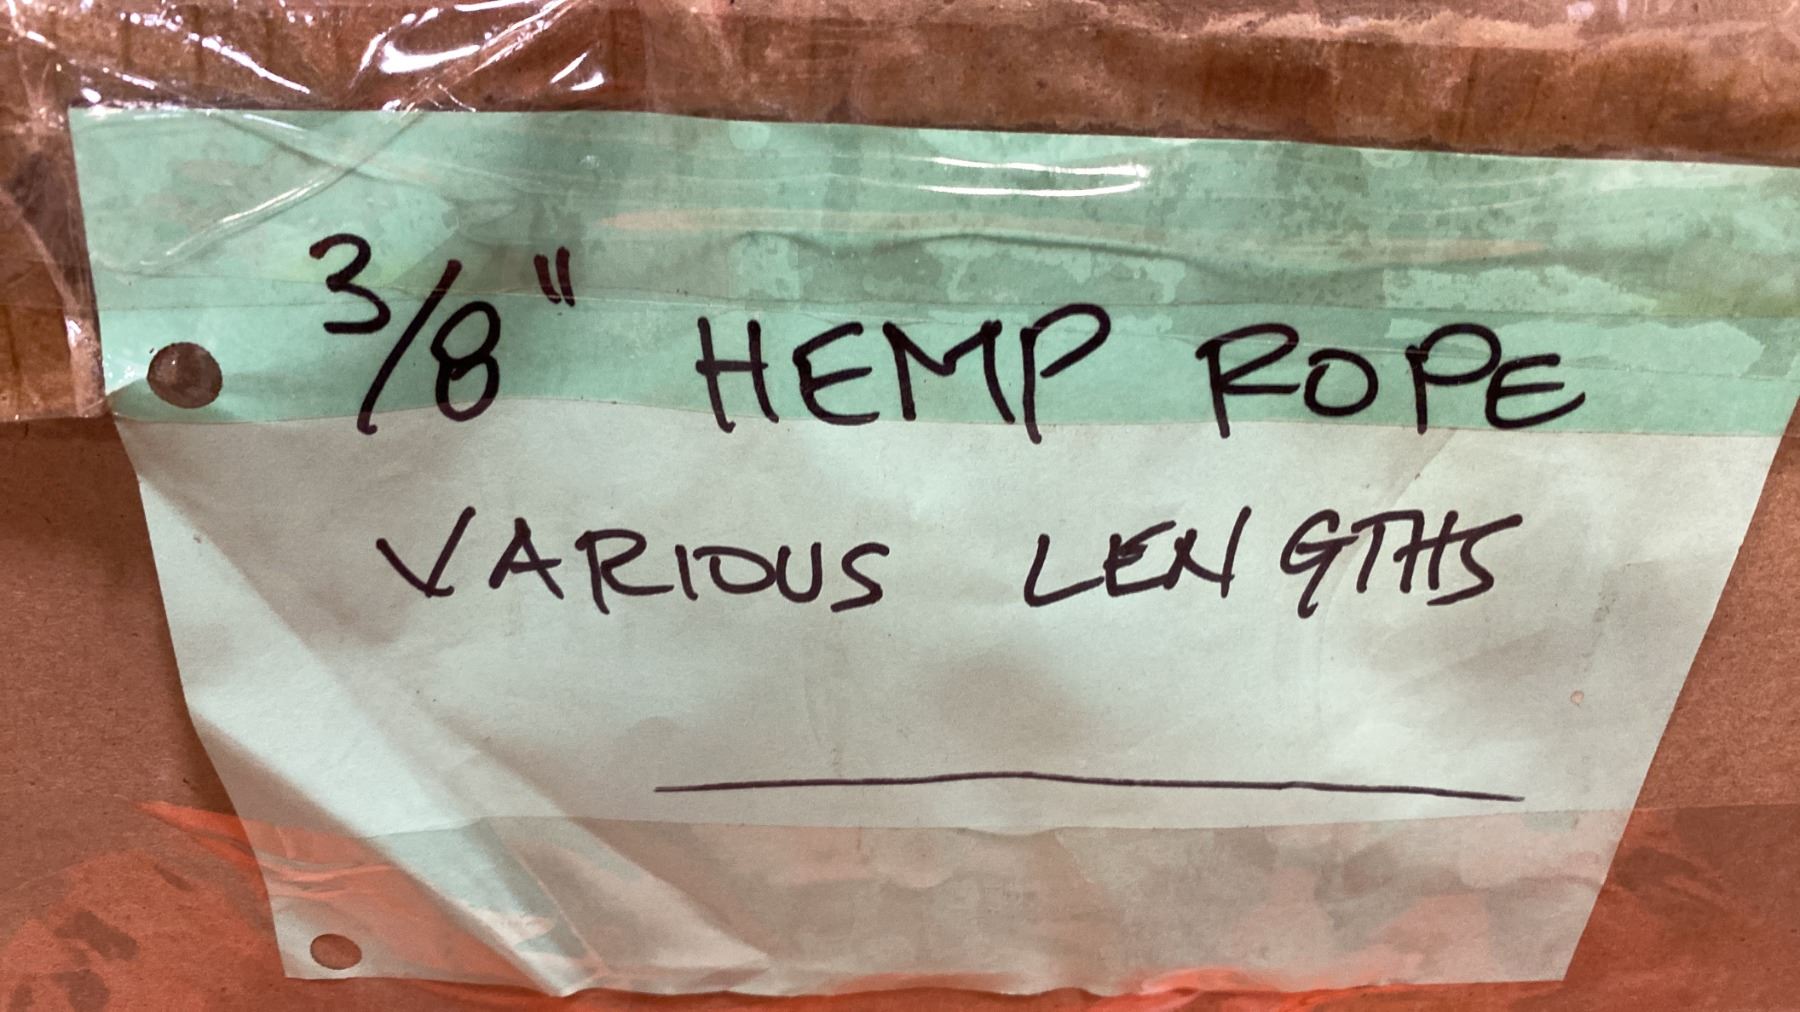 3/8" HEMP ROPE
VARIOUS LENGTHS